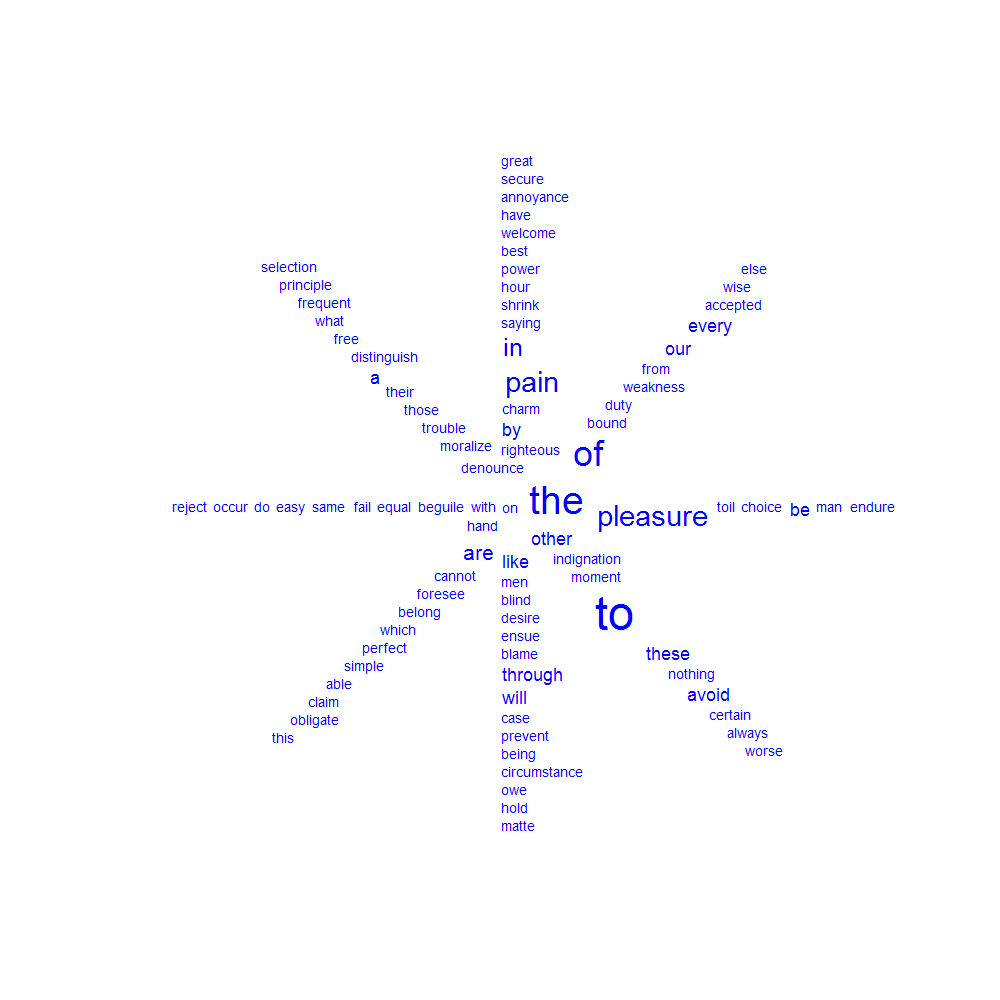 great
secure
annoyance
have
welcome
best
selection power else
principle hour wise
frequent shrink accepted
what saying every
free in our
distinguish from
a pain weakness
their duty
those charm bound
trouble by
moralize righteous of
denounce
reject occur do easy same fail equal beguile with on the pleasure toil choice be man endure
hand other
are like indignation
cannot men moment
foresee blind
belong desire to
which ensue
perfect blame these
simple through nothing
able will avoid
claim case certain
obligate prevent always
this being worse
circumstance
owe
hold
matte